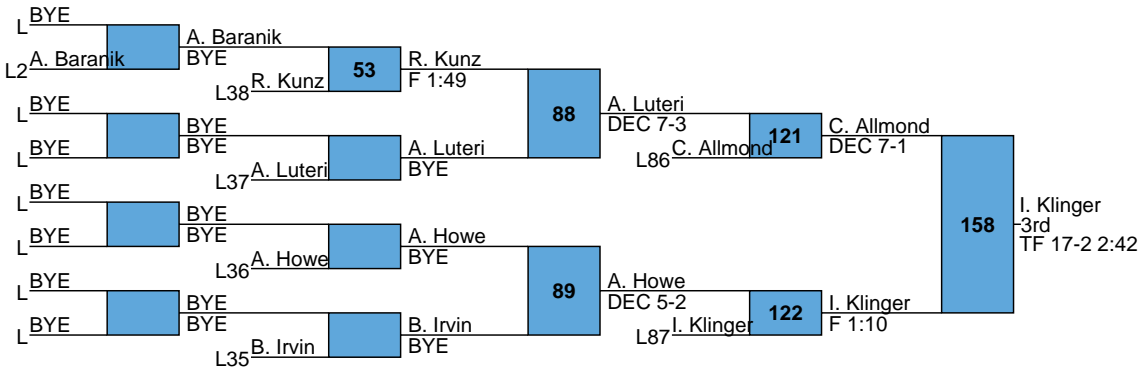 L BYE
L2 A. Baranik
A. Baranik
BYE
53
L38 R. Kunz
R. Kunz
F 1:49
L BYE
L BYE
BYE
BYE
L37 A. Luteri
A. Luteri
BYE
88
A. Luteri
DEC 7-3
121
L86 C. Allmond
C. Allmond
DEC 7-1
L BYE
L BYE
BYE
BYE
L36 A. Howe
A. Howe
BYE
L BYE
L BYE
BYE
BYE
L35 B. Irvin
B. Irvin
BYE
89
A. Howe
DEC 5-2
122
L87 I. Klinger
I. Klinger
F 1:10
158
I. Klinger
3rd
TF 17-2 2:42